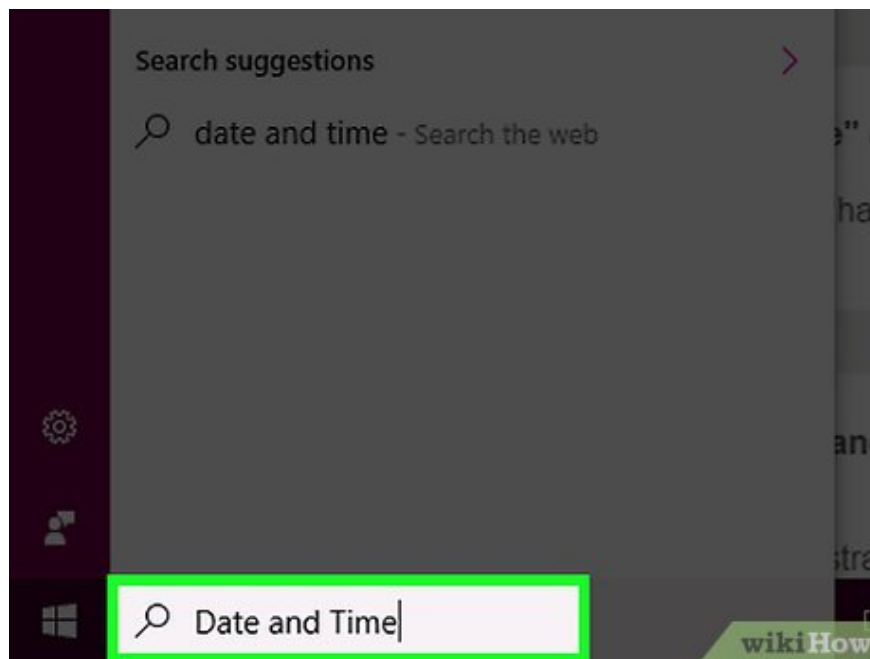 Search suggestions
date and time - Search the web
Date and Time
wikiHow